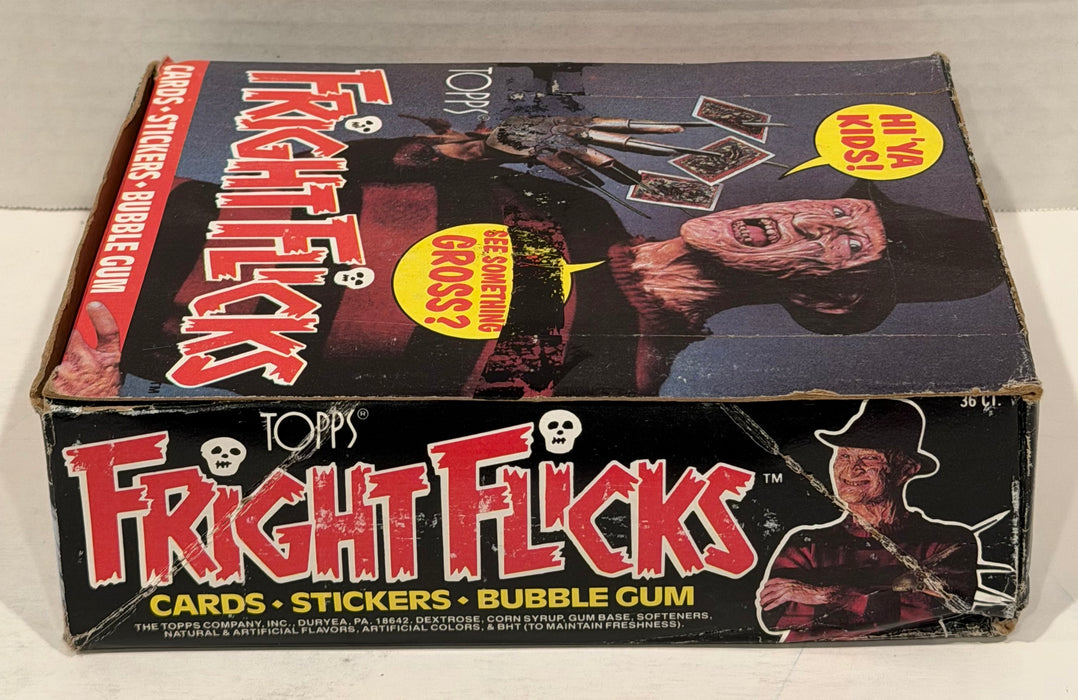 CARDS • STICKERS • BUBBLE GUM
TOPPS
FRIGHT FLICKS
™
HI 'YA
KIDS!
SEE SOMETHING
GROSS?
TOPPS®
FRIGHT FLICKS™
CARDS • STICKERS • BUBBLE GUM
THE TOPPS COMPANY, INC., DURYEA, PA. 18642. DEXTROSE, CORN SYRUP, GUM BASE, SOFTENERS,
NATURAL & ARTIFICIAL FLAVORS, ARTIFICIAL COLORS, & BHT (TO MAINTAIN FRESHNESS).
36 CT.